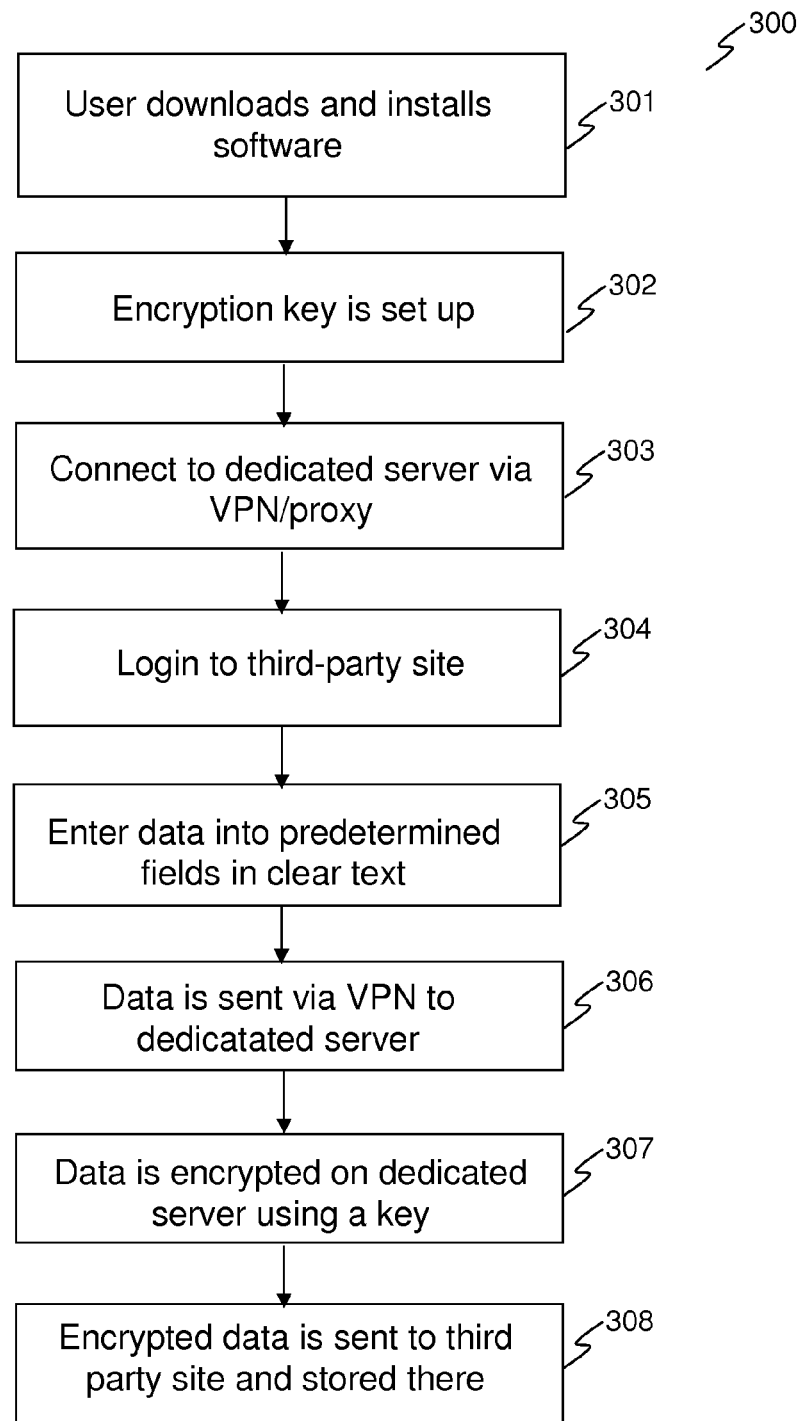 300
User downloads and installs
software
301
Encryption key is set up
302
Connect to dedicated server via
VPN/proxy
303
Login to third-party site
304
Enter data into predetermined
fields in clear text
305
Data is sent via VPN to
dedicatated server
306
Data is encrypted on dedicated
server using a key
307
Encrypted data is sent to third
party site and stored there
308